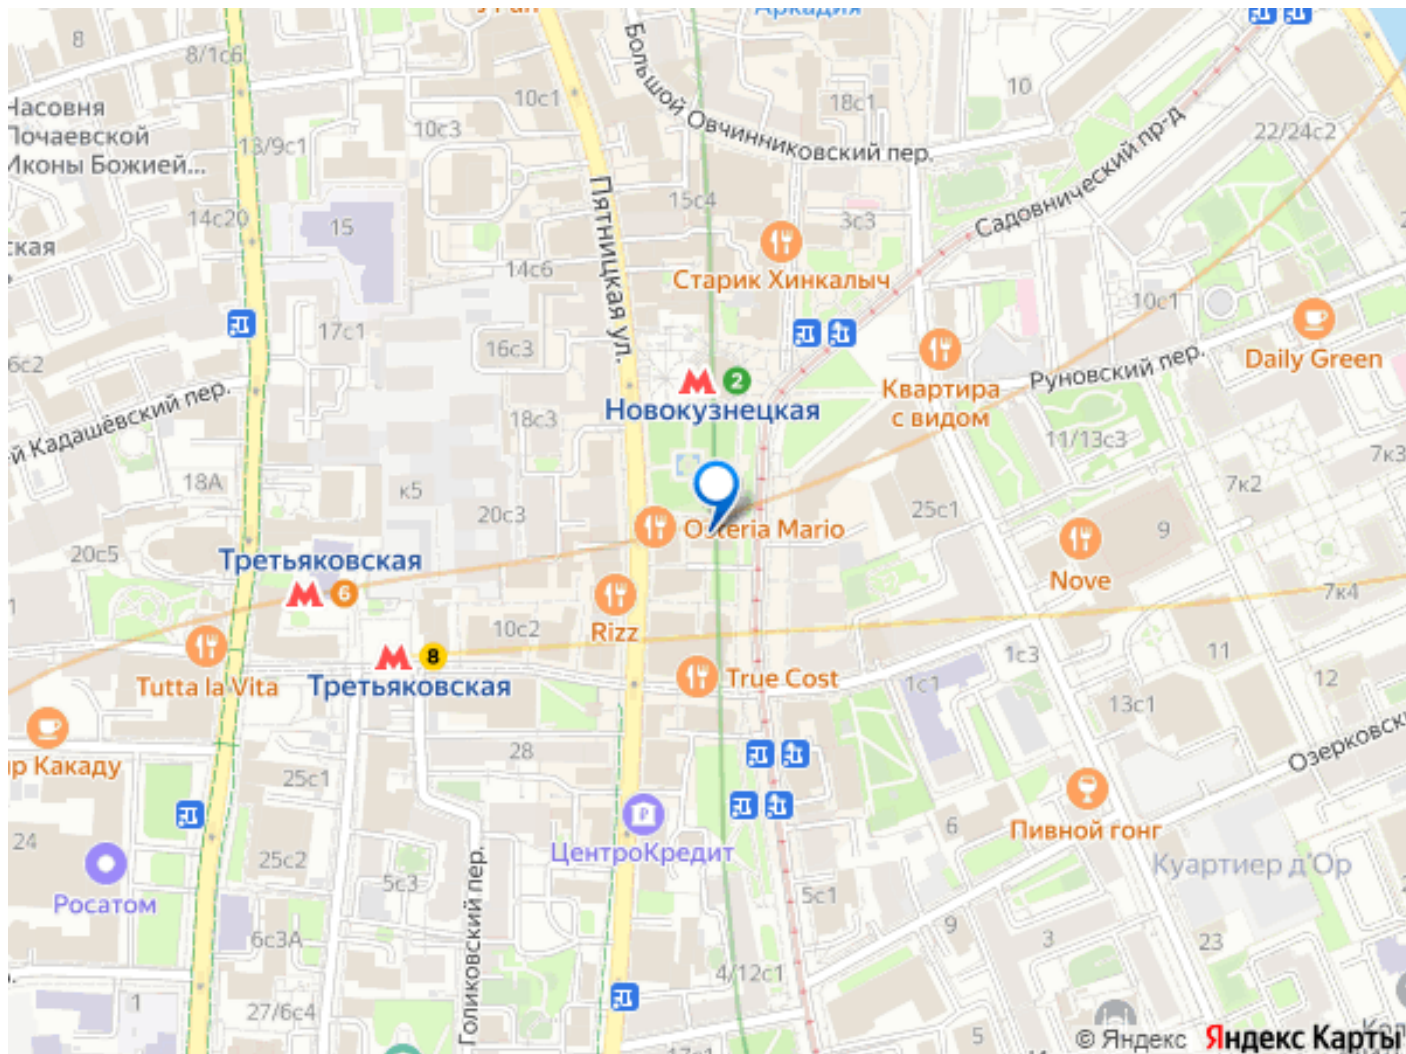 Аркадия
8
8/1с6
10с1
18с1
10
Большой Овчинниковский пер.
22/24с2
Часовня
Почаевской
Иконы Божией...
10с3
13/9с1
Садовнический пр-д
Пятницкая ул.
15с4
3с3
14с20
15
ская
14с6
Старик Хинкалыч
10с1
17с1
16с3
Daily Green
6с2
Руновский пер.
2
Новокузнецкая
Квартира
с видом
й Кадашёвский пер.
18с3
11/13с3
7к3
18А
к5
7к2
20с3
25с1
9
Osteria Mario
20с5
Третьяковская
6
Nove
7к4
1
Rizz
10с2
8
Третьяковская
Tutta la Vita
True Cost
1с3
11
1с1
12
13с1
Озерковски
28
ар Какаду
25с1
6
Пивной гонг
24
ЦентроКредит
25с2
Куартиер д'Ор
5с3
Росатом
5с1
Голиковский пер.
6с3А
9
3
23
4/12с1
1
27/6с4
5
© Яндекс Яндекс Карты